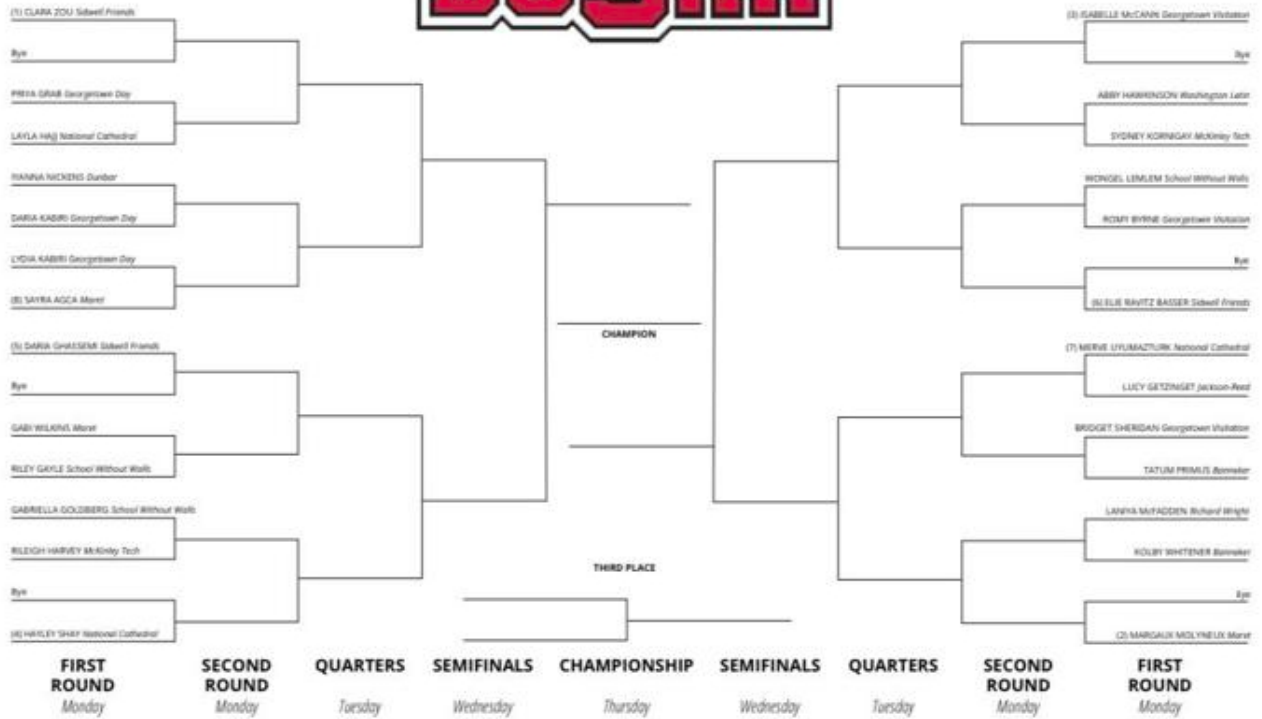 (1) CLARA ZOU Sidwell Friends
Bye
PRIYA GRAB Georgetown Day
LAYLA HAJJ National Cathedral
NICKENS Dunbar
DARIA KABIRI Georgetown Day
LYDIA KABIRI Georgetown Day
(8) SAYRA AGCA Maret
(5) DARIA GHASSEMI Sidwell Friends
Bye
GABI WILKINS Maret
RILEY GAYLE School Without Walls
GABRIELLA GOLDBERG School Without Walls
RILEIGH HARVEY McKinley Tech
Bye
(4) HAYLEY SHAY National Cathedral
CHAMPION
THIRD PLACE
(3) ISABELLE McCANN Georgetown Visitation
Bye
ABBY HAWKINSON Washington Latin
SYDNEY KORNIGAY McKinley Tech
WONGEL LEMLEM School Without Walls
ROMY BYRNE Georgetown Visitation
Bye
(6) ELIE RAVITZ BASSER Sidwell Friends
(7) MERVE UYUMAZTURK National Cathedral
LUCY GETZINGET Jackson-Reed
BRIDGET SHERIDAN Georgetown Visitation
TATUM PRIMUS Banneker
LANIYA McFADDEN Richard Wright
KOLBY WHITENER Banneker
Bye
(2) MARGAUX MOLYNEUX Maret
FIRST
ROUND
Monday
SECOND
ROUND
Monday
QUARTERS
Tuesday
SEMIFINALS
Wednesday
CHAMPIONSHIP
Thursday
SEMIFINALS
Wednesday
QUARTERS
Tuesday
SECOND
ROUND
Monday
FIRST
ROUND
Monday